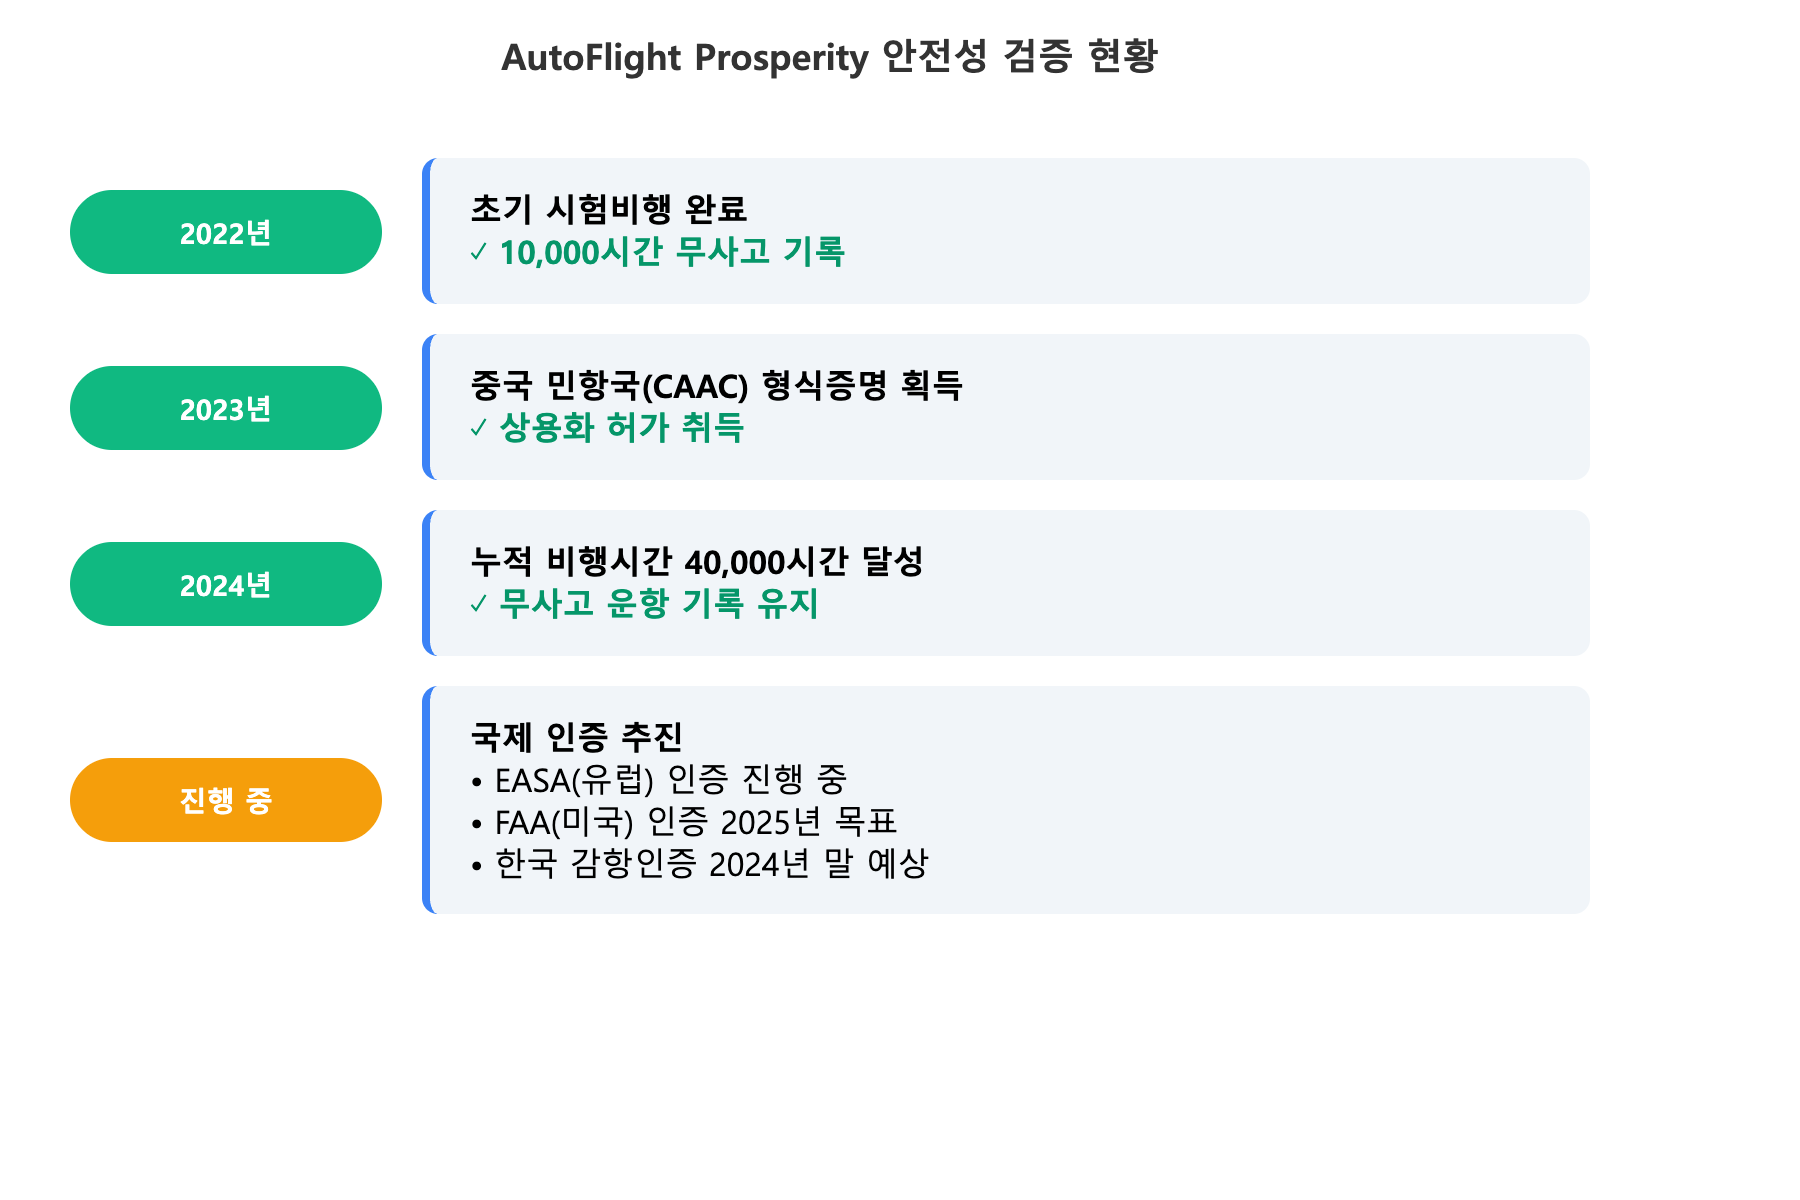 AutoFlight Prosperity 안전성 검증 현황
2022년
초기 시험비행 완료
✓ 10,000시간 무사고 기록
2023년
중국 민항국(CAAC) 형식증명 획득
✓ 상용화 허가 취득
2024년
누적 비행시간 40,000시간 달성
✓ 무사고 운항 기록 유지
진행 중
국제 인증 추진
• EASA(유럽) 인증 진행 중
• FAA(미국) 인증 2025년 목표
• 한국 감항인증 2024년 말 예상